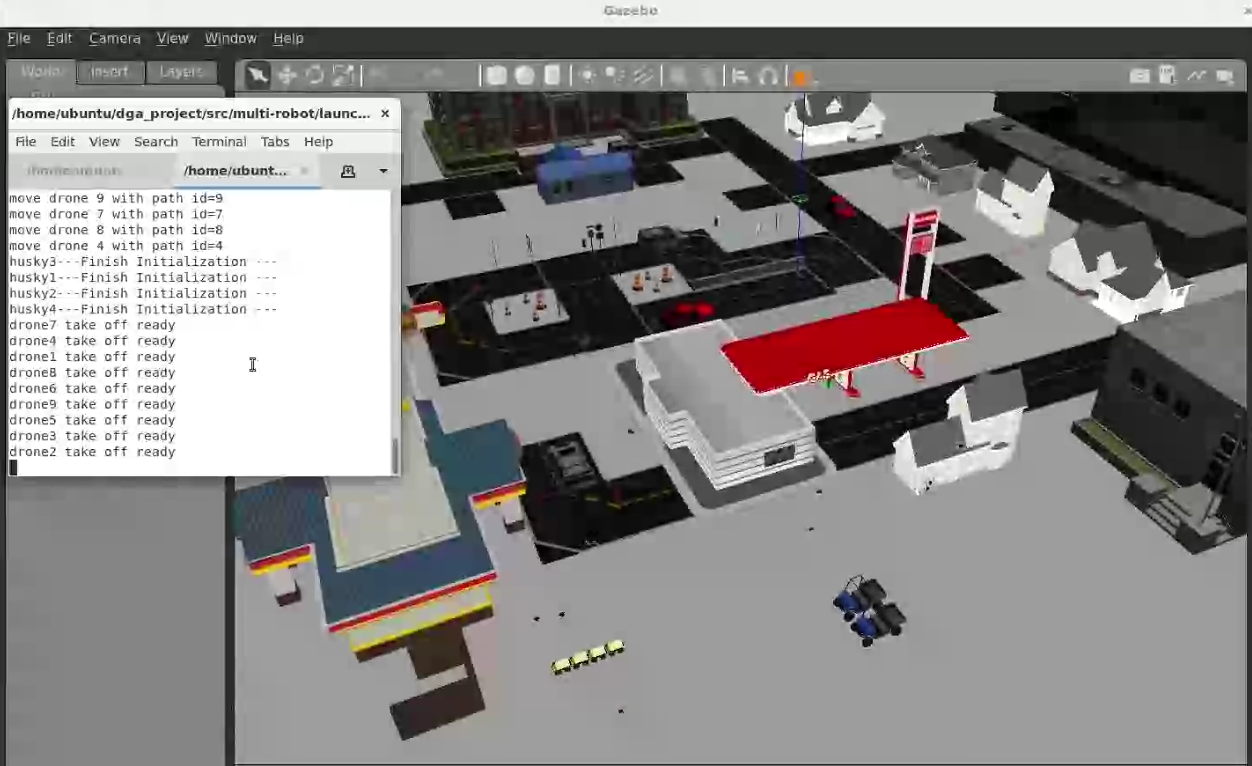 Gazebo
File Edit Camera View Window Help
World Insert Layers
/home/ubuntu/dga_project/src/multi-robot/launc...
File Edit View Search Terminal Tabs Help
/home/ubunt...
move drone 9 with path id=9
move drone 7 with path id=7
move drone 8 with path id=8
move drone 4 with path id=4
husky3---Finish Initialization ---
husky1---Finish Initialization ---
husky2---Finish Initialization ---
husky4---Finish Initialization ---
drone7 take off ready
drone4 take off ready
drone1 take off ready
drone8 take off ready
drone6 take off ready
drone9 take off ready
drone5 take off ready
drone3 take off ready
drone2 take off ready